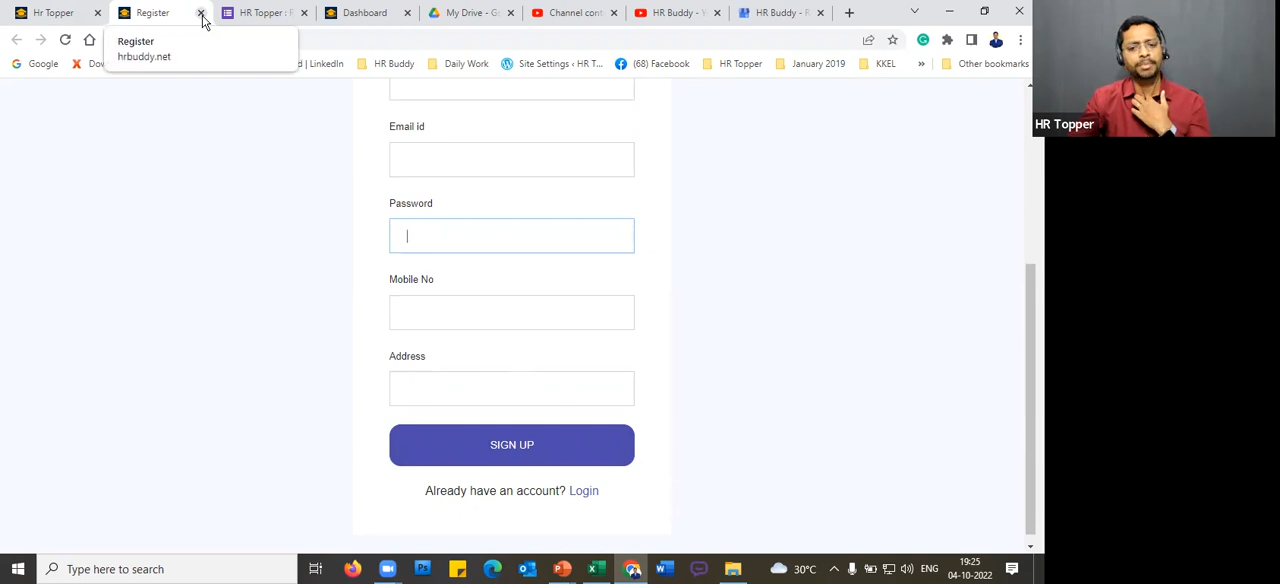 Hr Topper
Register
HR Topper : F
Dashboard
My Drive - Go
Channel cont
HR Buddy - Y
HR Buddy - R
Register
hrbuddy.net
Google
Dow
| LinkedIn
HR Buddy
Daily Work
Site Settings ‹ HR T...
(68) Facebook
HR Topper
January 2019
KKEL
»
Other bookmarks
HR Topper
Email id
Password
Mobile No
Address
SIGN UP
Already have an account? Login
Type here to search
30°C
ENG
19:25
04-10-2022